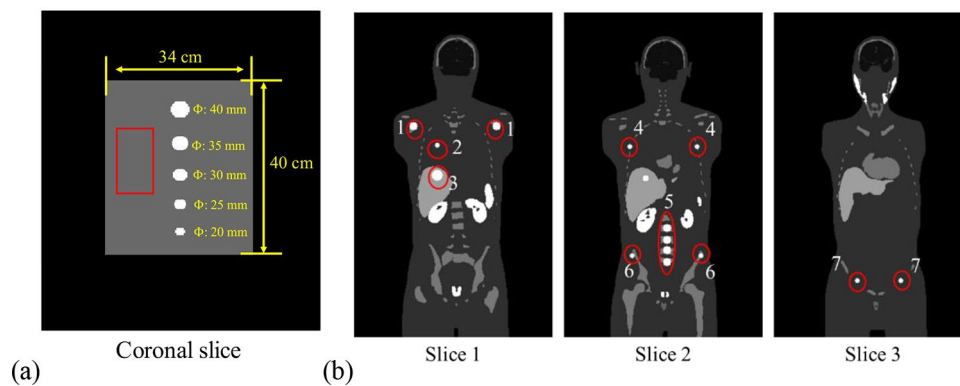 34 cm
Φ: 40 mm
Φ: 35 mm
Φ: 30 mm
Φ: 25 mm
Φ: 20 mm
40 cm
Coronal slice
(a)
1 1
2
3
Slice 1
4 4
5
6 6
Slice 2
7 7
Slice 3
(b)